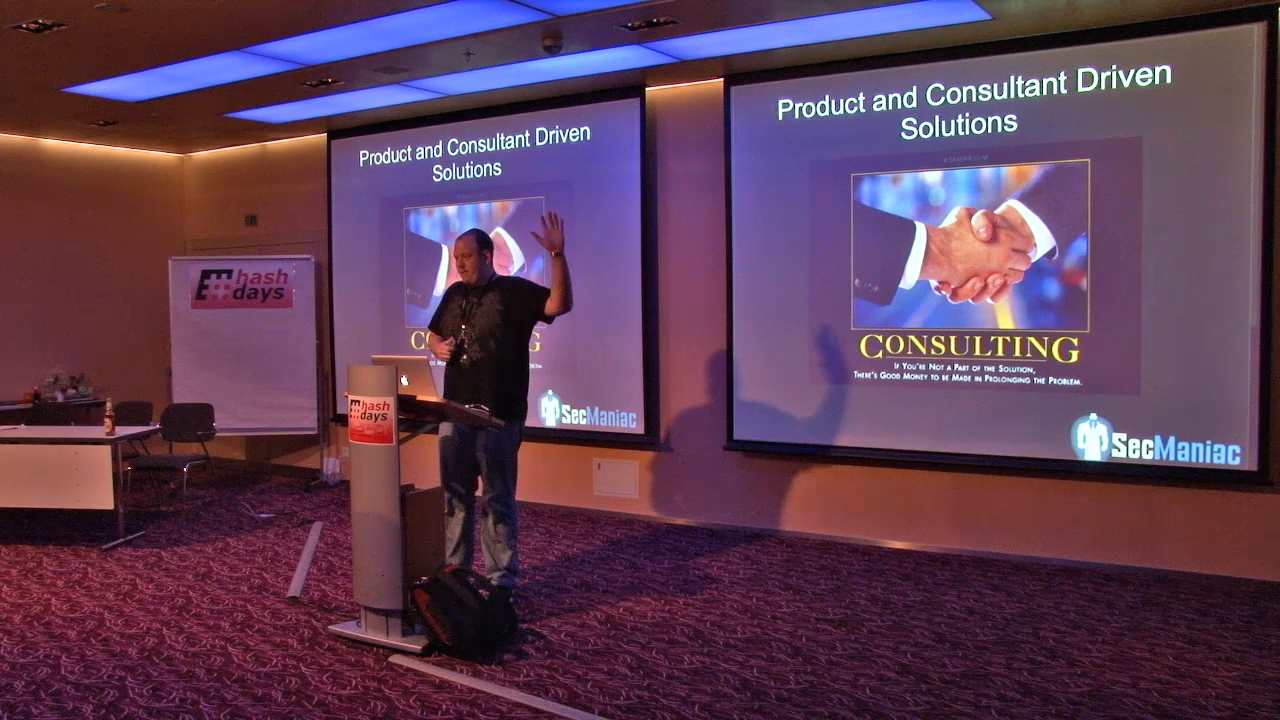 Product and Consultant Driven
Solutions
CONSULTING
IF YOU'RE NOT A PART OF THE SOLUTION,
THERE'S GOOD MONEY TO BE MADE IN PROLONGING THE PROBLEM.
SecManiac
Product and Consultant Driven
Solutions
SecManiac
hash
days
hash
days